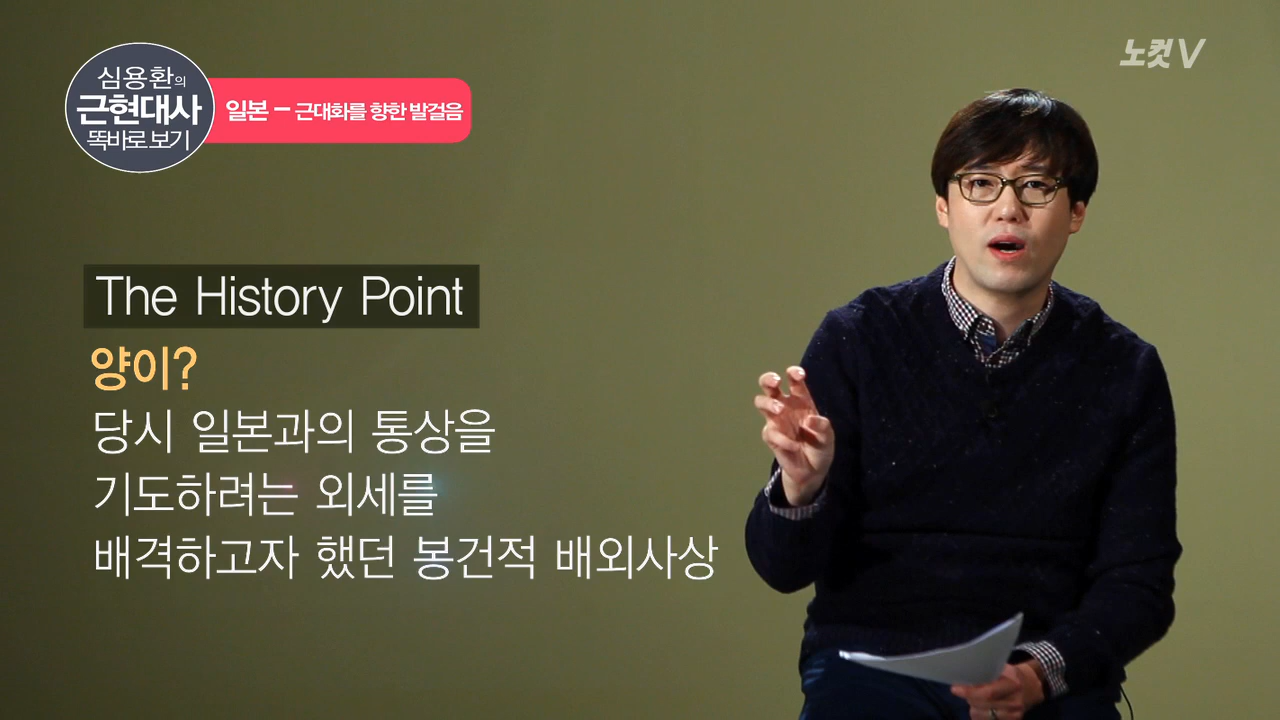 심용환의
근현대사
똑바로 보기
일본 - 근대화를 향한 발걸음
노컷V
The History Point
양이?
당시 일본과의 통상을
기도하려는 외세를
배격하고자 했던 봉건적 배외사상